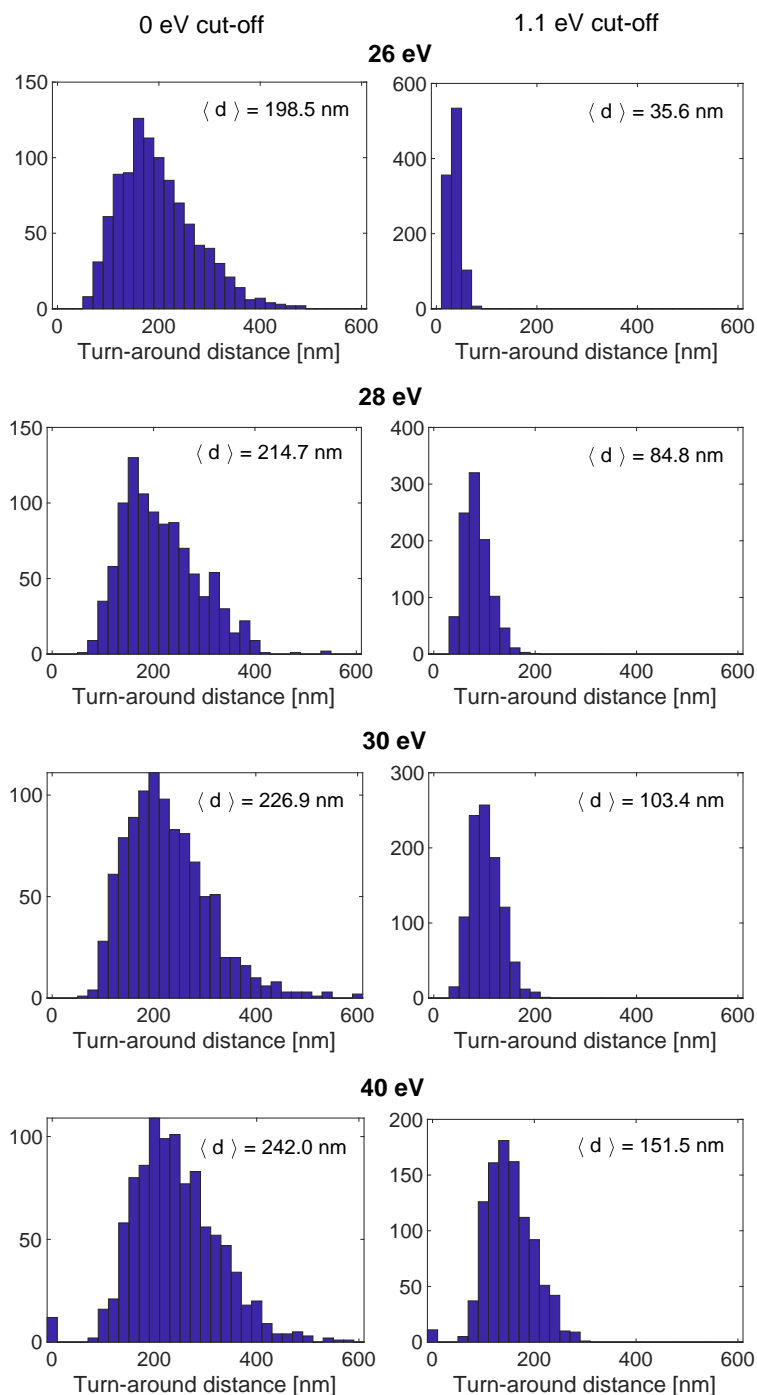 0 eV cut-off 1.1 eV cut-off
26 eV
150
100
50
0
⟨ d ⟩ = 198.5 nm
0 200 400 600
Turn-around distance [nm]
600
400
200
0
⟨ d ⟩ = 35.6 nm
0 200 400 600
Turn-around distance [nm]
28 eV
150
100
50
0
⟨ d ⟩ = 214.7 nm
0 200 400 600
Turn-around distance [nm]
400
300
200
100
0
⟨ d ⟩ = 84.8 nm
0 200 400 600
Turn-around distance [nm]
30 eV
100
50
0
⟨ d ⟩ = 226.9 nm
0 200 400 600
Turn-around distance [nm]
300
200
100
0
⟨ d ⟩ = 103.4 nm
0 200 400 600
Turn-around distance [nm]
40 eV
100
50
0
⟨ d ⟩ = 242.0 nm
0 200 400 600
Turn-around distance [nm]
200
150
100
50
0
⟨ d ⟩ = 151.5 nm
0 200 400 600
Turn-around distance [nm]